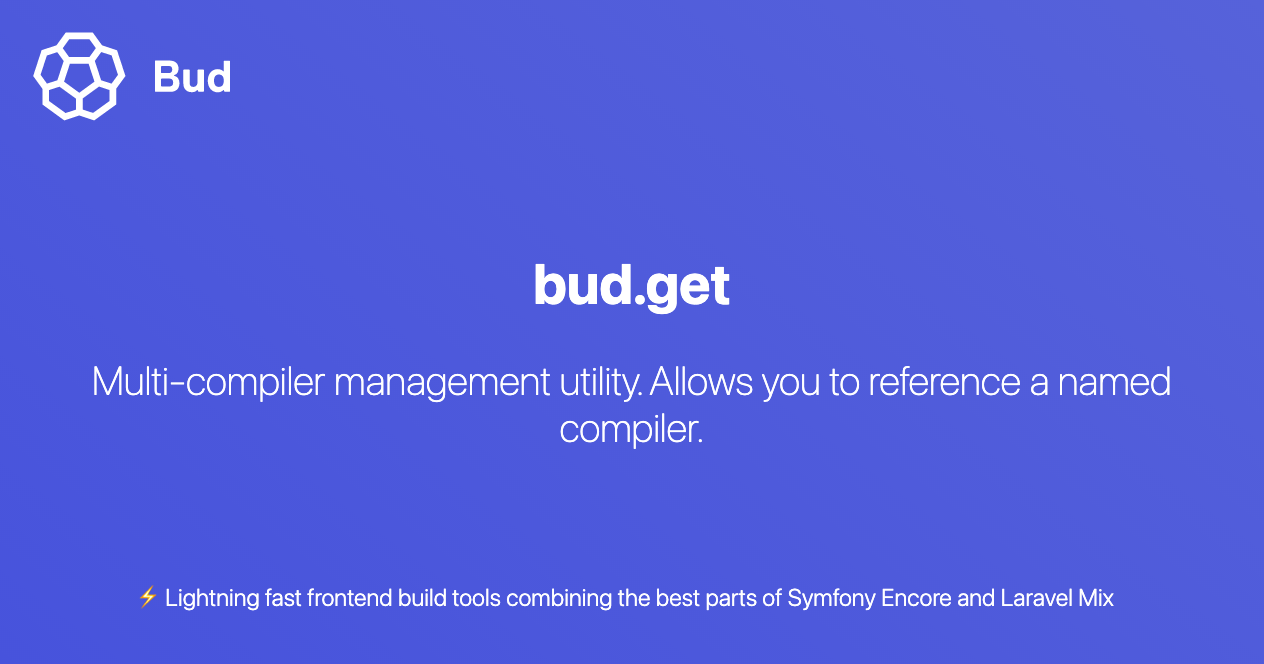 Bud
bud.get
Multi-compiler management utility. Allows you to reference a named
compiler.
⚡ Lightning fast frontend build tools combining the best parts of Symfony Encore and Laravel Mix